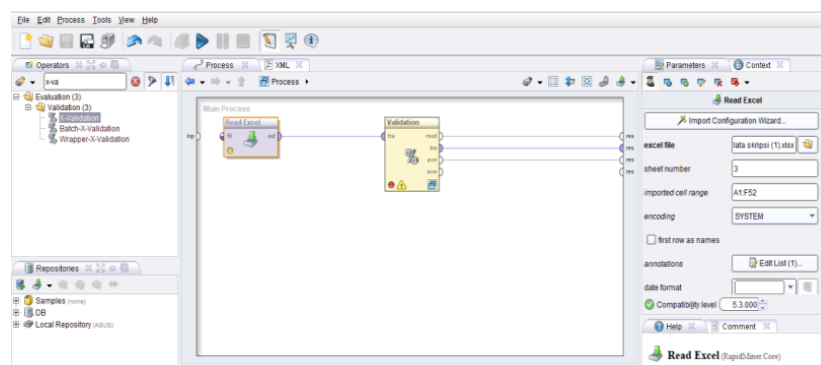 File Edit Process Tools View Help
Operators
Process
XML
Parameters
Context
x-va
Process
Evaluation (3)
Validation (3)
X-Validation
Batch-X-Validation
Wrapper-X-Validation
Main Process
Read Excel
fil
out
inp
Validation
tra
mod
tra
ave
ave
res
res
res
res
Read Excel
Import Configuration Wizard...
excel file
lata skripsi (1).xlsx
sheet number
3
imported cell range
A1:F52
encoding
SYSTEM
first row as names
annotations
Edit List (1)...
date format
Compatibility level
5.3.000
Repositories
Samples (none)
DB
Local Repository (ASUS)
Help
Comment
Read Excel (RapidMiner Core)